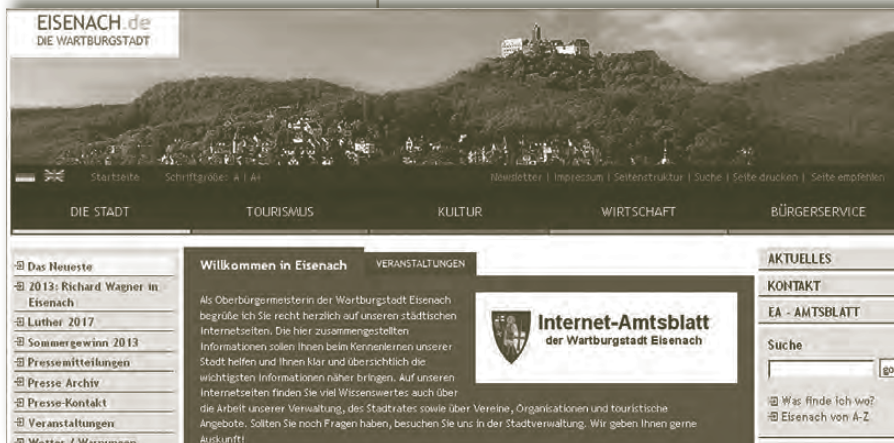 EISENACH.de
DIE WARTBURGSTADT
Startseite Schriftgröße: A | A+
Newsletter | Impressum | Seitenstruktur | Suche | Seite drucken | Seite empfehlen
DIE STADT TOURISMUS KULTUR WIRTSCHAFT BÜRGERSERVICE
Das Neueste
2013: Richard Wagner in
Eisenach
Luther 2017
Sommergewinn 2013
Pressemitteilungen
Presse Archiv
Presse-Kontakt
Veranstaltungen
Wetter / Warnungen
Willkommen in Eisenach VERANSTALTUNGEN
Als Oberbürgermeisterin der Wartburgstadt Eisenach
begrüße ich Sie recht herzlich auf unseren städtischen
Internetseiten. Die hier zusammengestellten
Informationen sollen Ihnen beim Kennenlernen unserer
Stadt helfen und Ihnen klar und übersichtlich die
wichtigsten Informationen näher bringen. Auf unseren
Internetseiten finden Sie viel Wissenswertes auch über
die Arbeit unserer Verwaltung, des Stadtrates sowie über Vereine, Organisationen und touristische
Angebote. Sollten Sie noch Fragen haben, besuchen Sie uns in der Stadtverwaltung. Wir geben Ihnen gerne
Auskunft!
Internet-Amtsblatt
der Wartburgstadt Eisenach
AKTUELLES
KONTAKT
EA - AMTSBLATT
Suche
go
Was finde ich wo?
Eisenach von A-Z